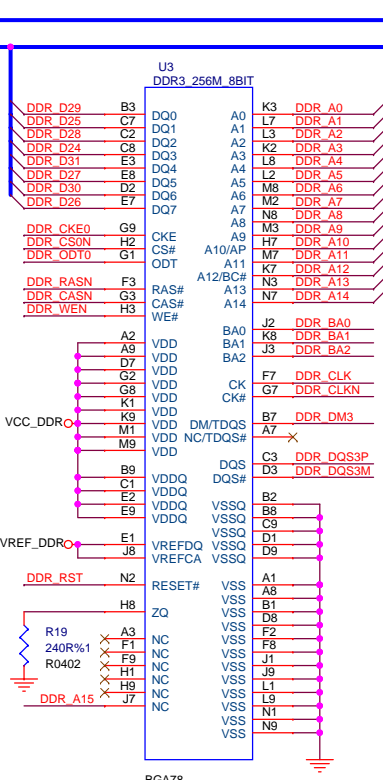 U3
DDR3_256M_8BIT
DDR_D29 B3 DQ0 A0 K3 DDR_A0
DDR_D25 C7 DQ1 A1 L7 DDR_A1
DDR_D28 C2 DQ2 A2 L3 DDR_A2
DDR_D24 C8 DQ3 A3 K2 DDR_A3
DDR_D31 E3 DQ4 A4 L8 DDR_A4
DDR_D27 E8 DQ5 A5 L2 DDR_A5
DDR_D30 D2 DQ6 A6 M8 DDR_A6
DDR_D26 E7 DQ7 A7 M2 DDR_A7
A8 N8 DDR_A8
DDR_CKE0 G9 CKE A9 M3 DDR_A9
DDR_CS0N H2 CS# A10/AP H7 DDR_A10
DDR_ODT0 G1 ODT A11 M7 DDR_A11
A12/BC# K7 DDR_A12
DDR_RASN F3 RAS# A13 N3 DDR_A13
DDR_CASN G3 CAS# A14 N7 DDR_A14
DDR_WEN H3 WE#
BA0 J2 DDR_BA0
A2 VDD BA1 K8 DDR_BA1
A9 VDD BA2 J3 DDR_BA2
D7 VDD
G2 VDD CK F7 DDR_CLK
G8 VDD CK# G7 DDR_CLKN
K1 VDD
VCC_DDR K9 VDD DM/TDQS B7 DDR_DM3
M1 VDD NC/TDQS# A7
M9 VDD
DQS C3 DDR_DQS3P
B9 VDDQ DQS# D3 DDR_DQS3M
C1 VDDQ
E2 VDDQ VSSQ B2
E9 VDDQ VSSQ B8
VSSQ C9
VREF_DDR E1 VREFDQ VSSQ D1
J8 VREFCA VSSQ D9
DDR_RST N2 RESET# VSS A1
VSS A8
H8 ZQ VSS B1
VSS D8
R19 A3 NC VSS F2
240R%1 F1 NC VSS F8
R0402 F9 NC VSS J1
H1 NC VSS J9
H9 NC VSS L1
DDR_A15 J7 NC VSS L9
VSS N1
VSS N9
BGA78